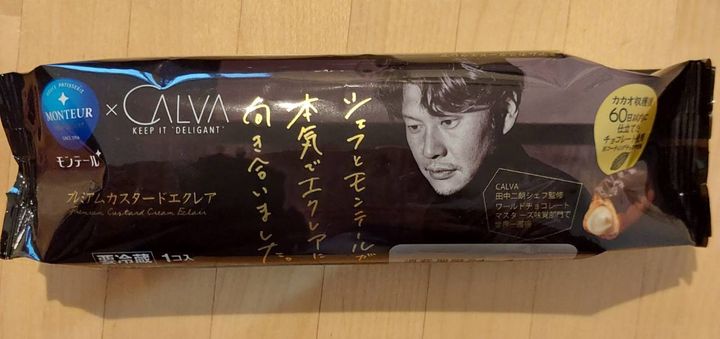 SWEETS PATISSERIE
MONTEUR
SINCE 1954
モンテール
×
CALVA
KEEP IT "DELIGANT"
プレミアムカスタードエクレア
Premium Custard Cream Eclair
要冷蔵 1コ入
シェフとモンテールが
本気でエクレアに
向き合いました。
CALVA
田中二朗シェフ監修
ワールドチョコレート
マスターズ味覚部門で
世界一獲得
カカオ収穫後
60日以内に
仕立てた
チョコレート使用